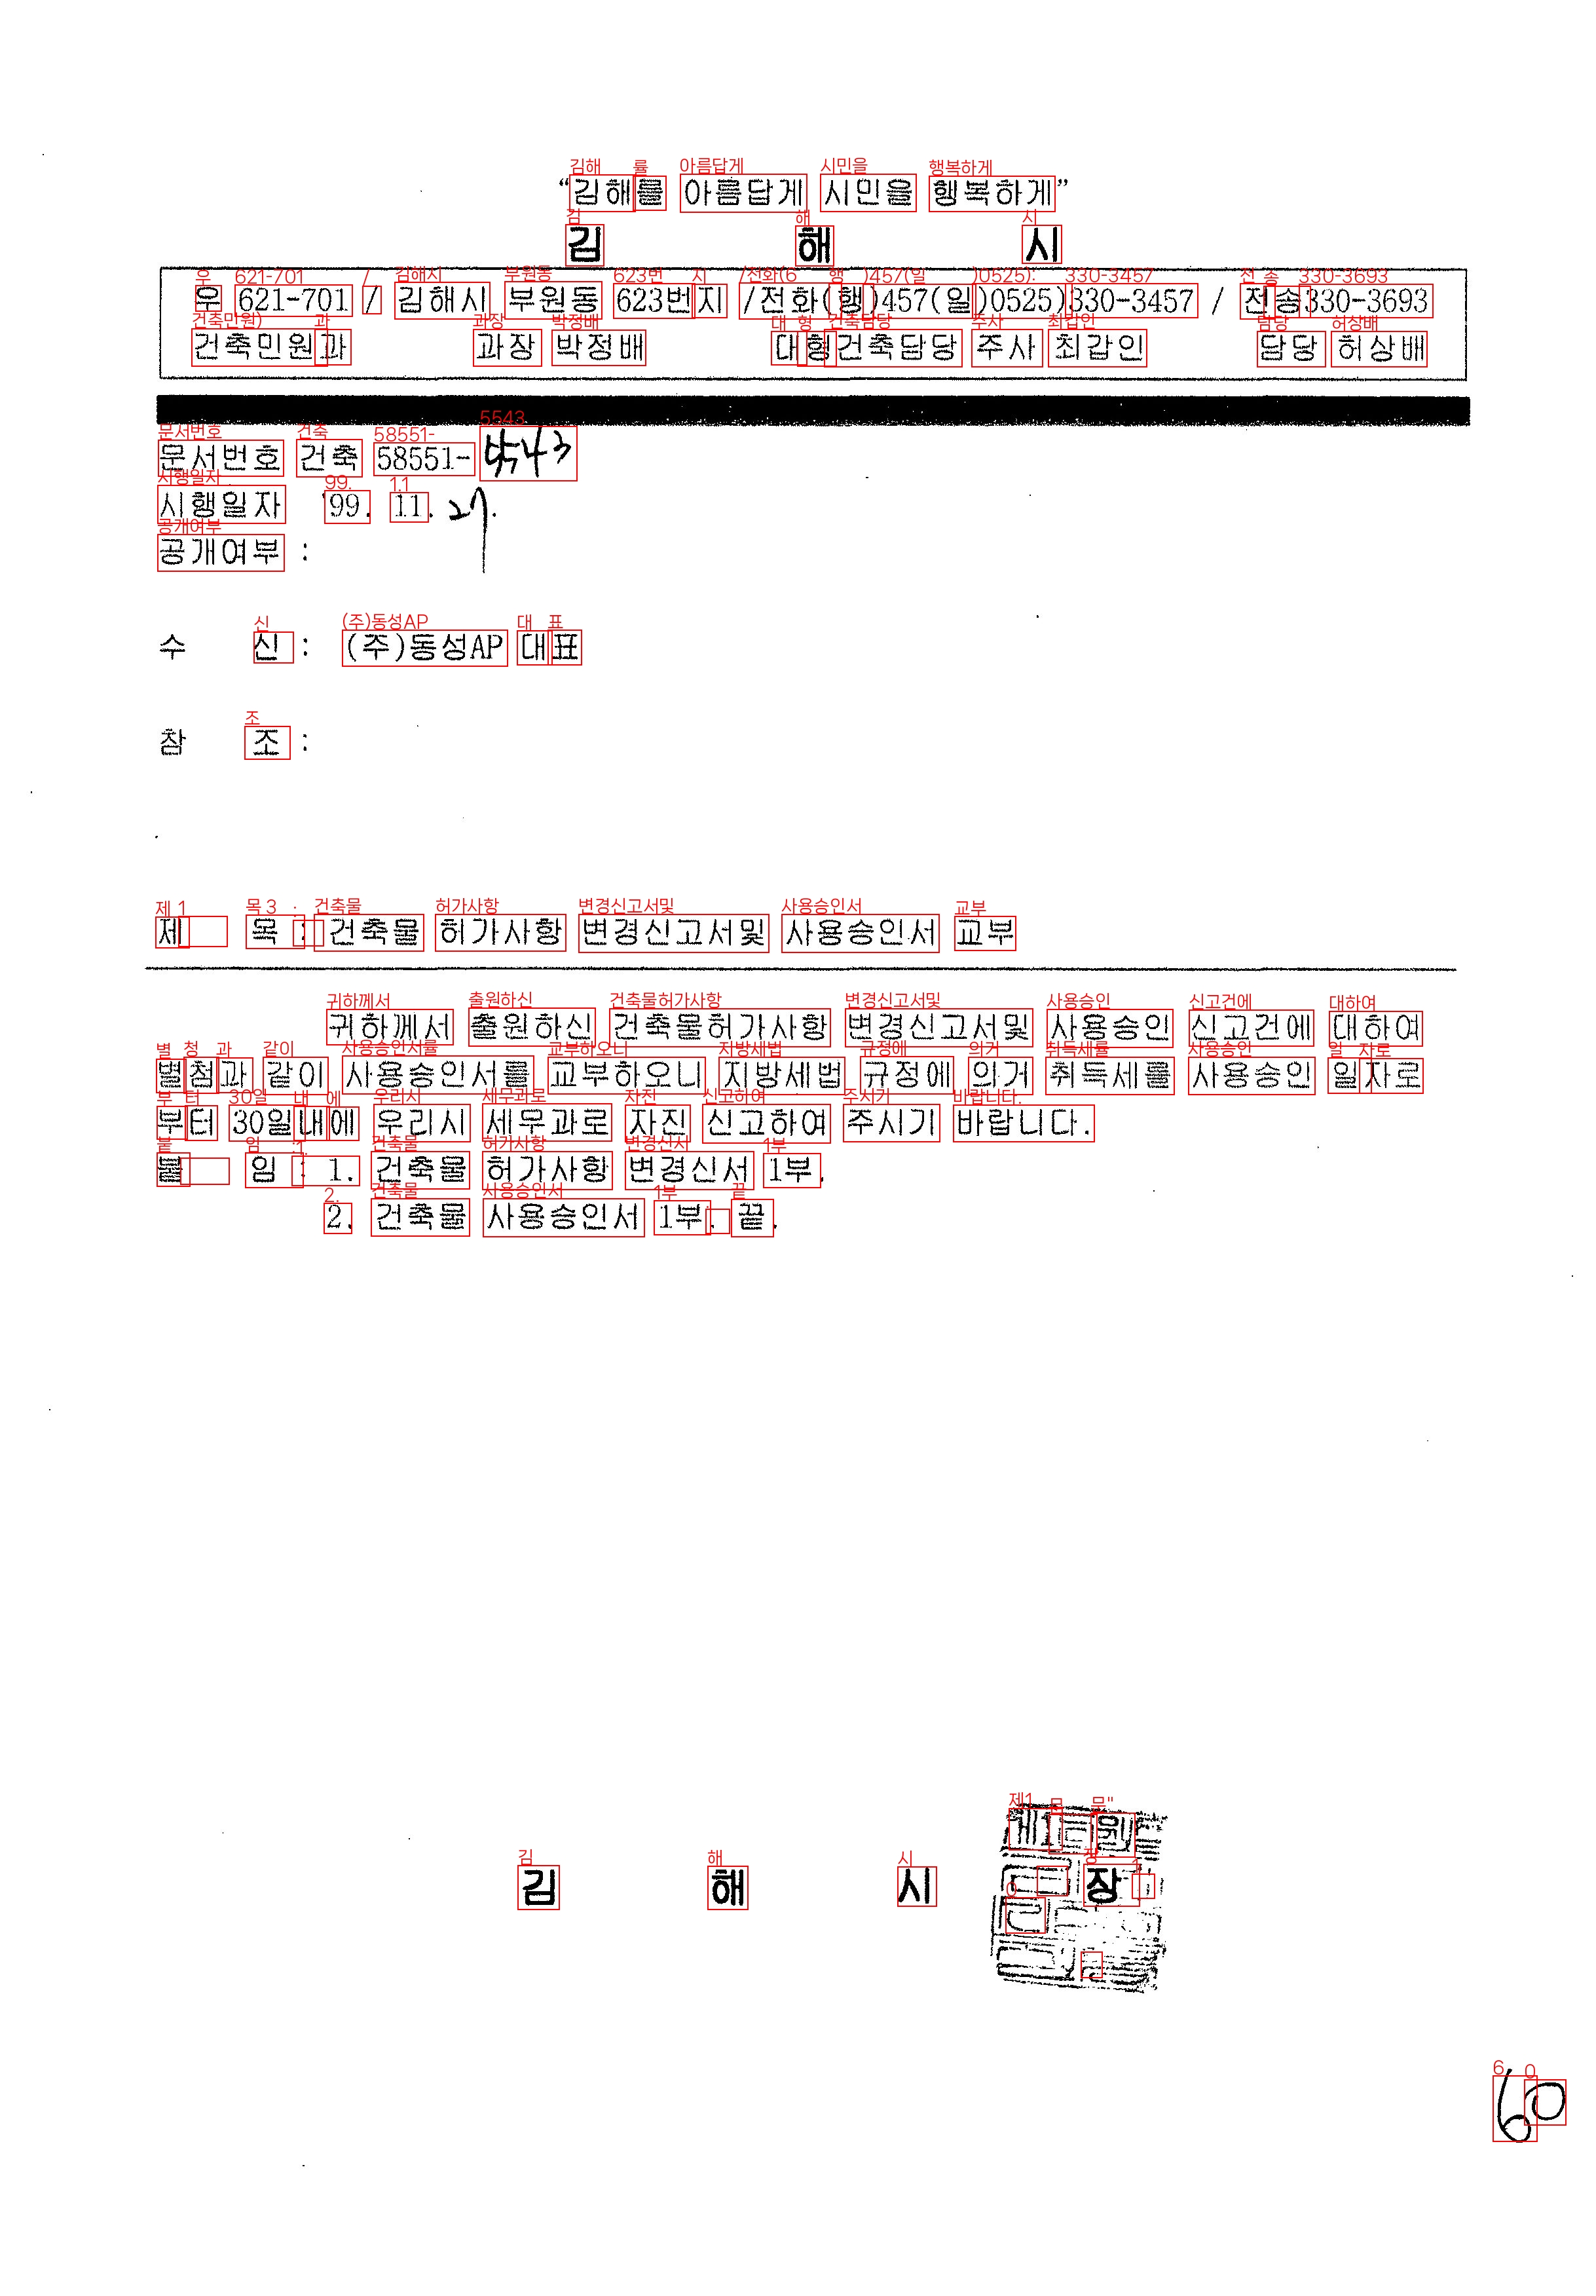 “김해를 아름답게 시민을 행복하게”
김 해 시
우 621-701 / 김해시 부원동 623번지 /전화(행)457(일)0525)330-3457 / 전송330-3693
건축민원과 과장 박정배 대형건축담당 주사 최갑인 담당 허상배
문서번호 건축 58551-
시행일자 '99. 11. 27.
공개여부 :
수 신 : (주)동성AP 대표
참 조 :
제 목 : 건축물 허가사항 변경신고서및 사용승인서 교부
귀하께서 출원하신 건축물허가사항 변경신고서및 사용승인 신고건에 대하여
별첨과 같이 사용승인서를 교부하오니 지방세법 규정에 의거 취득세를 사용승인 일자로
부터 30일내에 우리시 세무과로 자진 신고하여 주시기 바랍니다.
붙 임 : 1. 건축물 허가사항 변경신서 1부.
2. 건축물 사용승인서 1부. 끝.
김 해 시 장
60